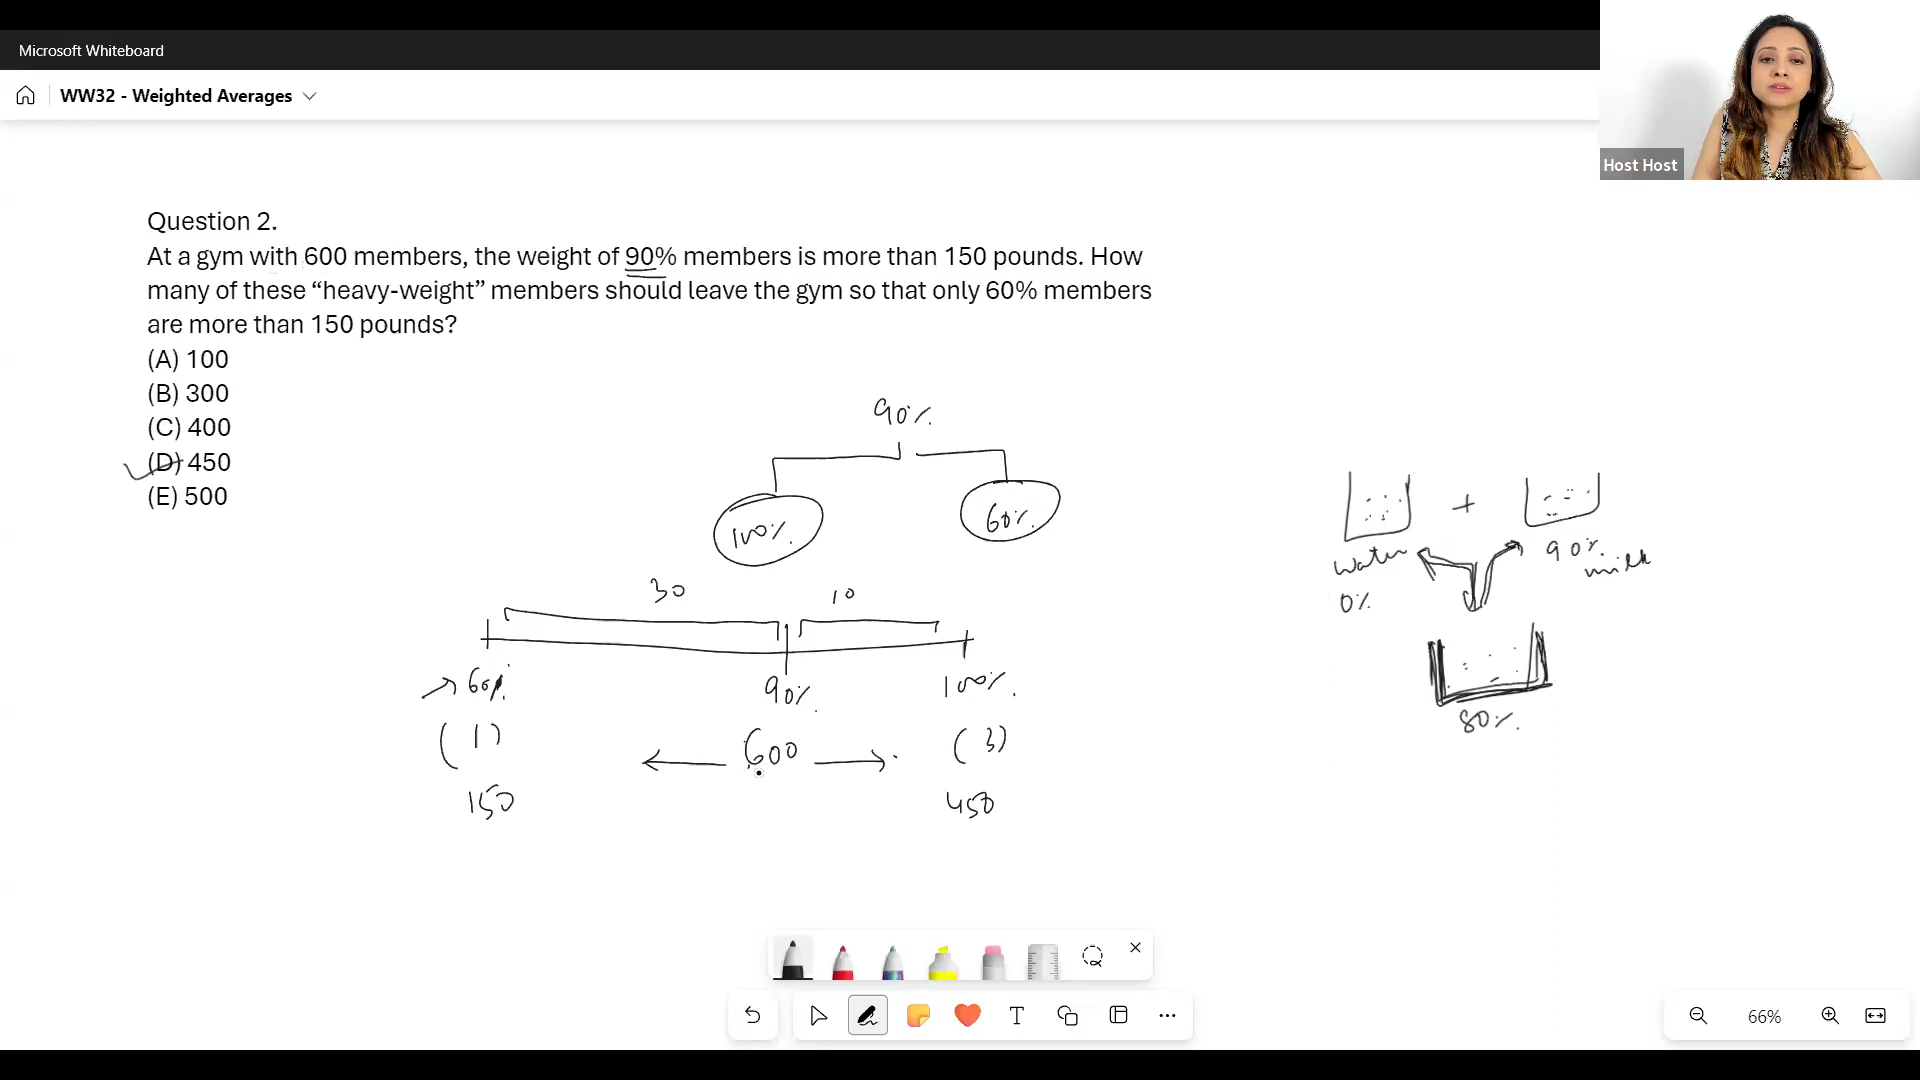 Microsoft Whiteboard
WW32 - Weighted Averages
Host Host
Question 2.
At a gym with 600 members, the weight of 90% members is more than 150 pounds. How
many of these “heavy-weight” members should leave the gym so that only 60% members
are more than 150 pounds?
(A) 100
(B) 300
(C) 400
(D) 450
(E) 500
90%
100%
60%
30
10
60%
90%
100%
(1)
600
(3)
150
450
+
water
90%
milk
0%
80%
T
66%